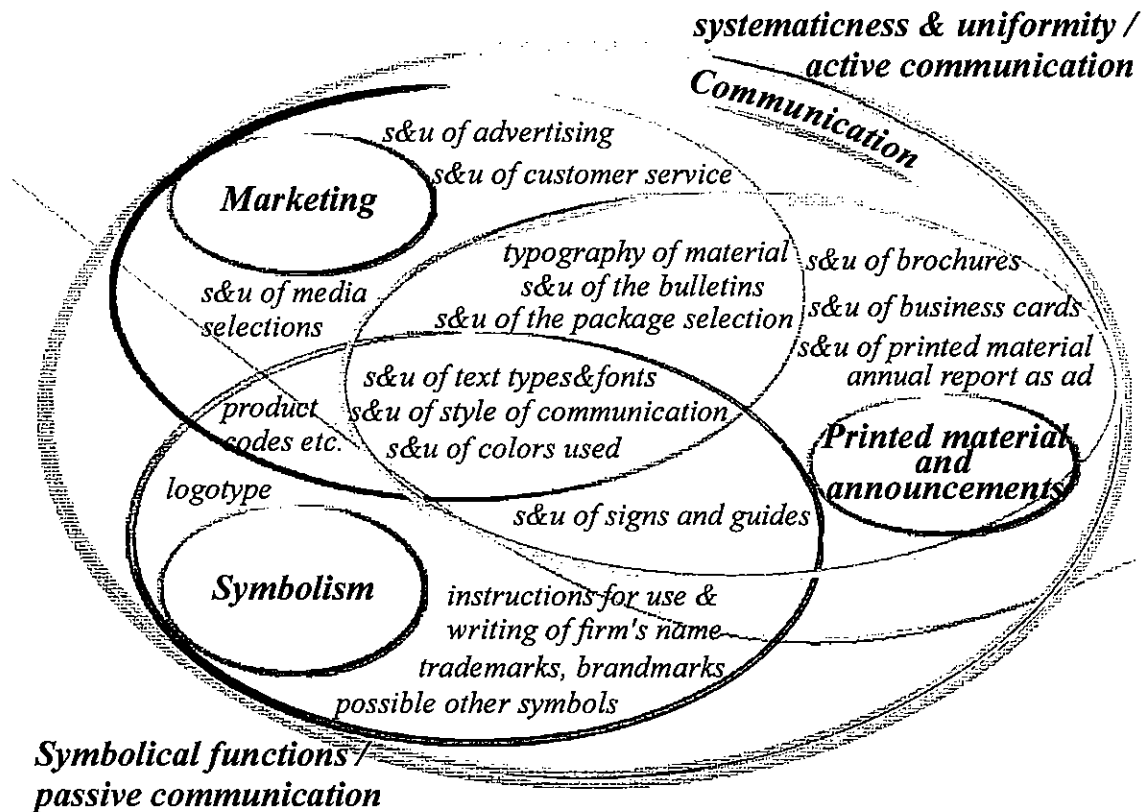 systematicness & uniformity /
active communication
Communication
s&u of advertising
s&u of customer service
Marketing
typography of material
s&u of the bulletins
s&u of the package selection
s&u of brochures
s&u of business cards
s&u of printed material
annual report as ad
s&u of media
selections
s&u of text types&fonts
s&u of style of communication
s&u of colors used
product
codes etc.
Printed material
and
announcements
logotype
s&u of signs and guides
Symbolism
instructions for use &
writing of firm's name
trademarks, brandmarks
possible other symbols
Symbolical functions /
passive communication